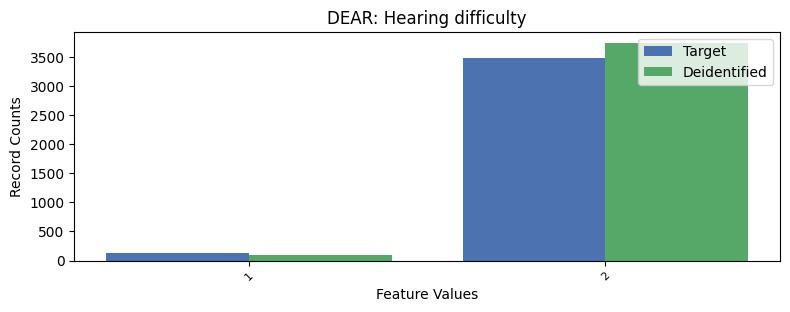 DEAR: Hearing difficulty
Target
Deidentified
Record Counts
3500
3000
2500
2000
1500
1000
500
0
1
2
Feature Values